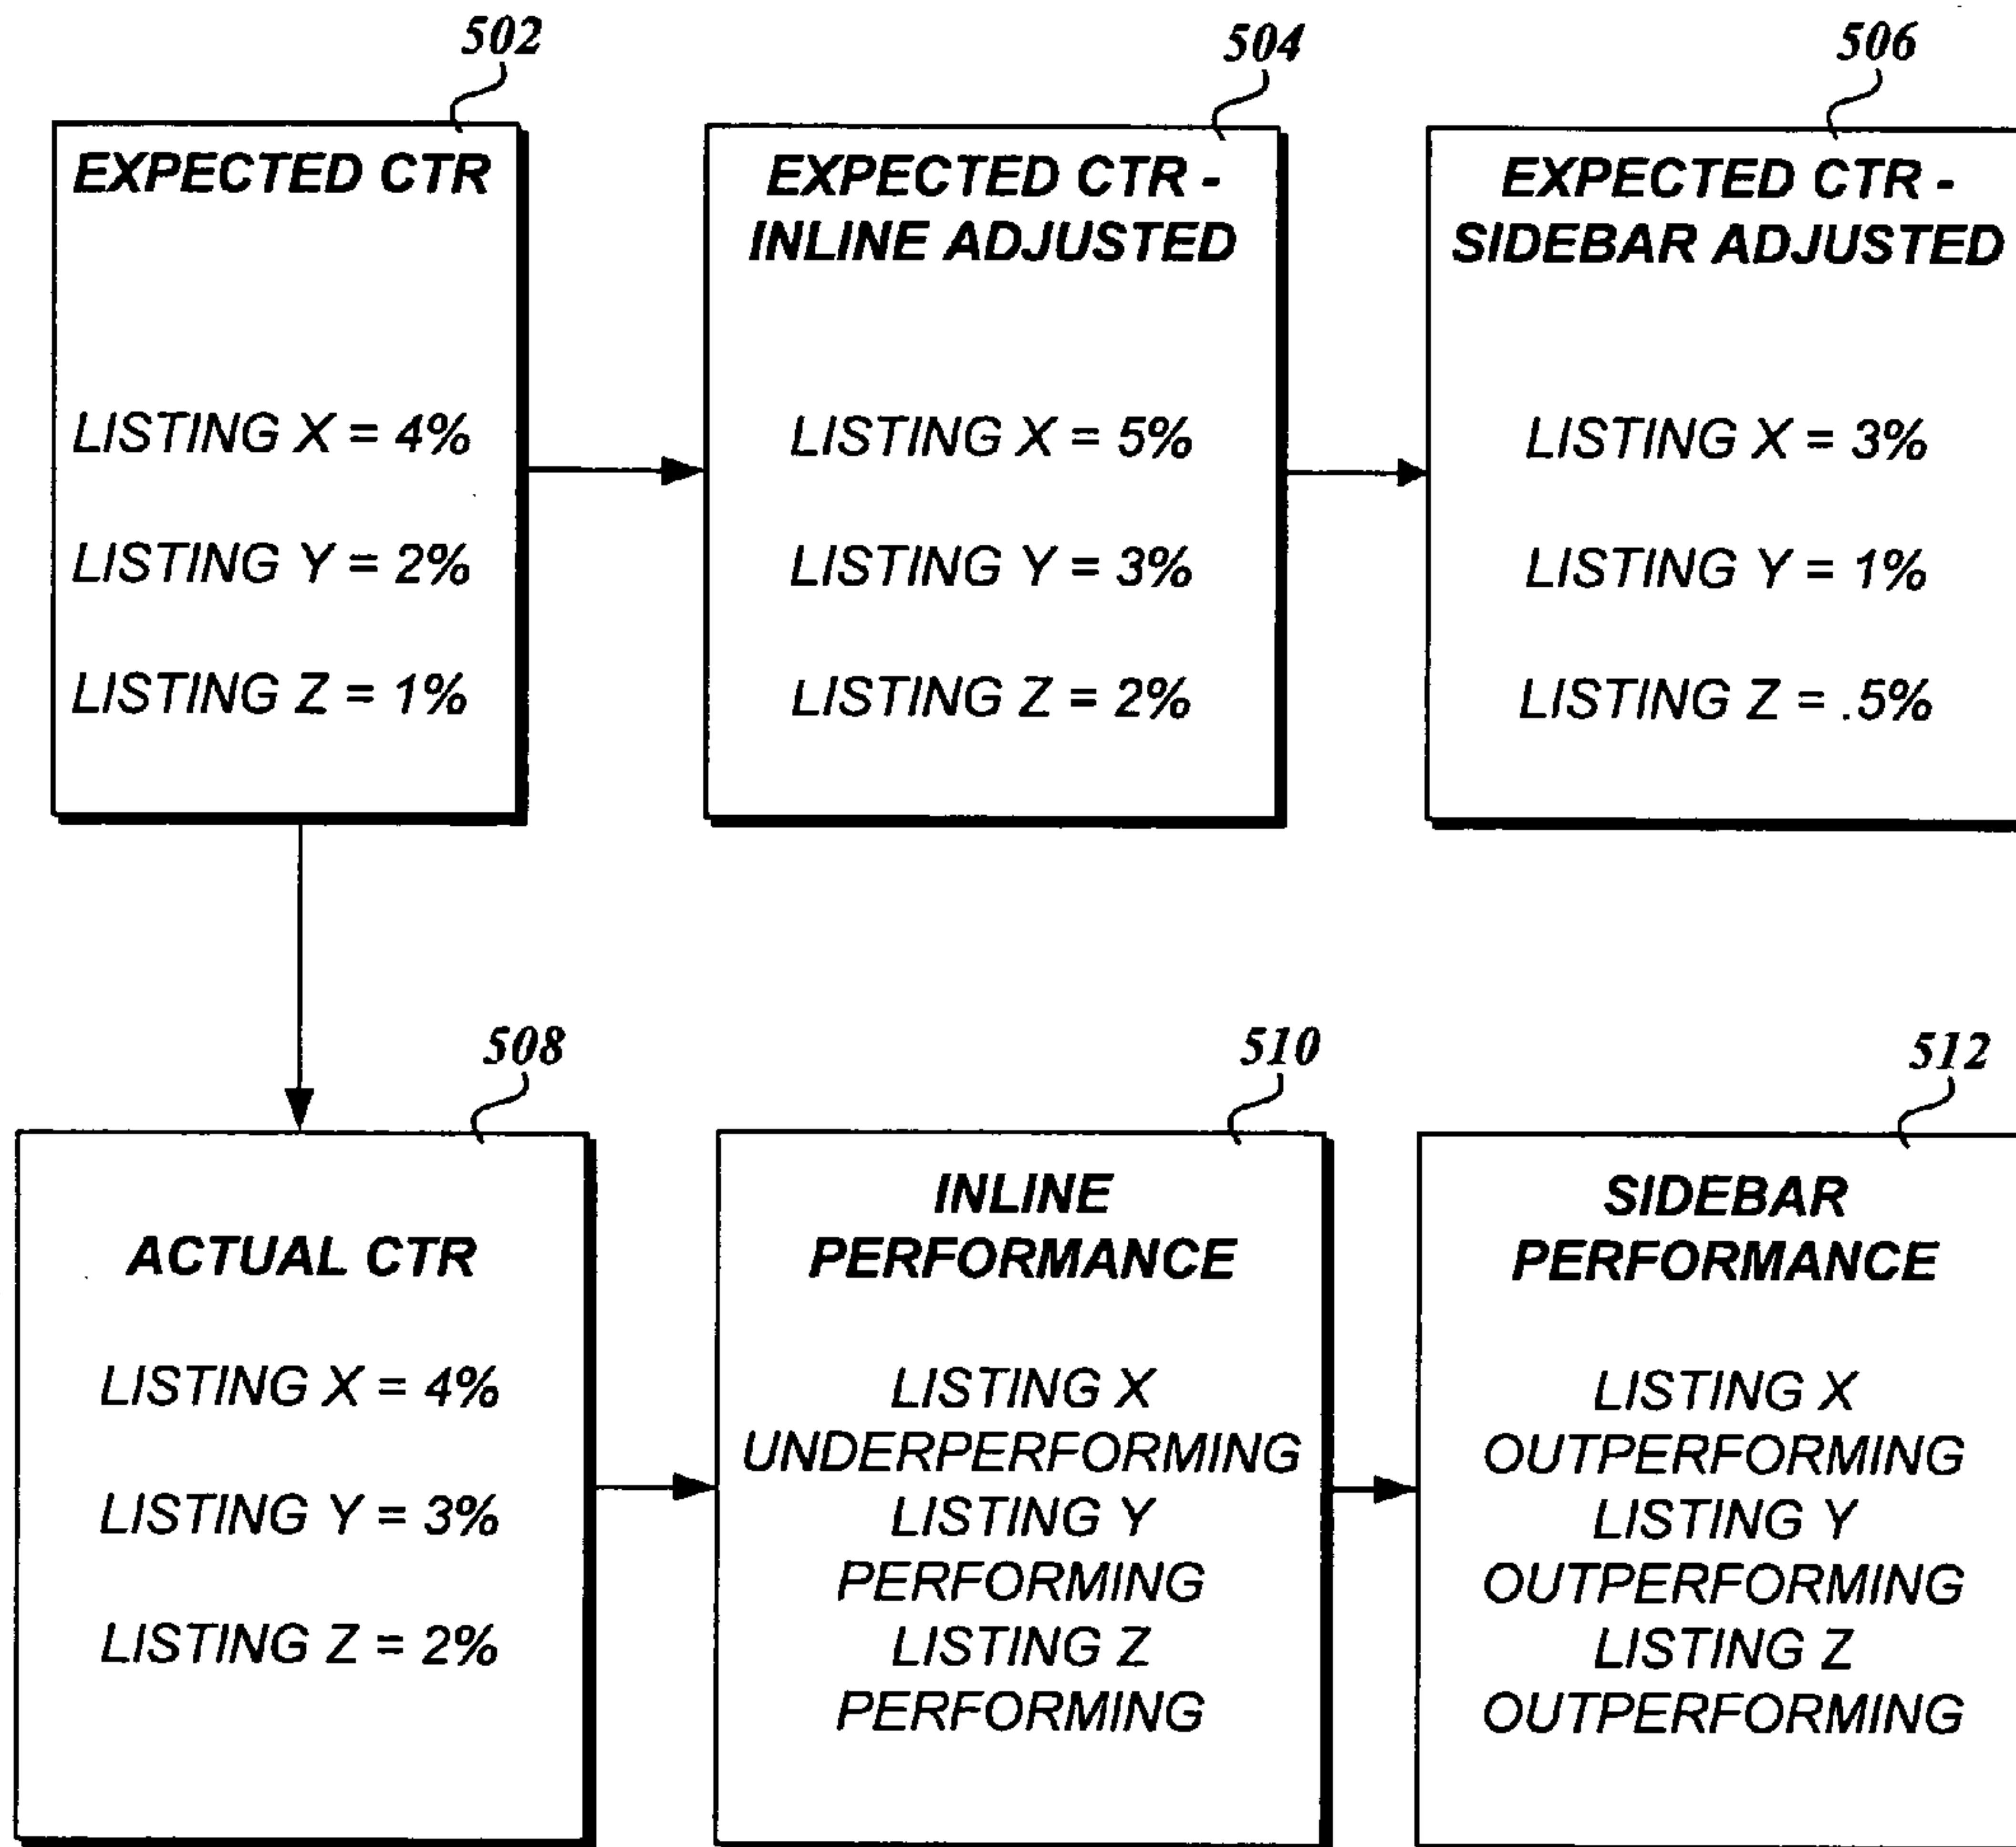 502
EXPECTED CTR
LISTING X = 4%
LISTING Y = 2%
LISTING Z = 1%
504
EXPECTED CTR -
INLINE ADJUSTED
LISTING X = 5%
LISTING Y = 3%
LISTING Z = 2%
506
EXPECTED CTR -
SIDEBAR ADJUSTED
LISTING X = 3%
LISTING Y = 1%
LISTING Z = .5%
508
ACTUAL CTR
LISTING X = 4%
LISTING Y = 3%
LISTING Z = 2%
510
INLINE
PERFORMANCE
LISTING X
UNDERPERFORMING
LISTING Y
PERFORMING
LISTING Z
PERFORMING
512
SIDEBAR
PERFORMANCE
LISTING X
OUTPERFORMING
LISTING Y
OUTPERFORMING
LISTING Z
OUTPERFORMING